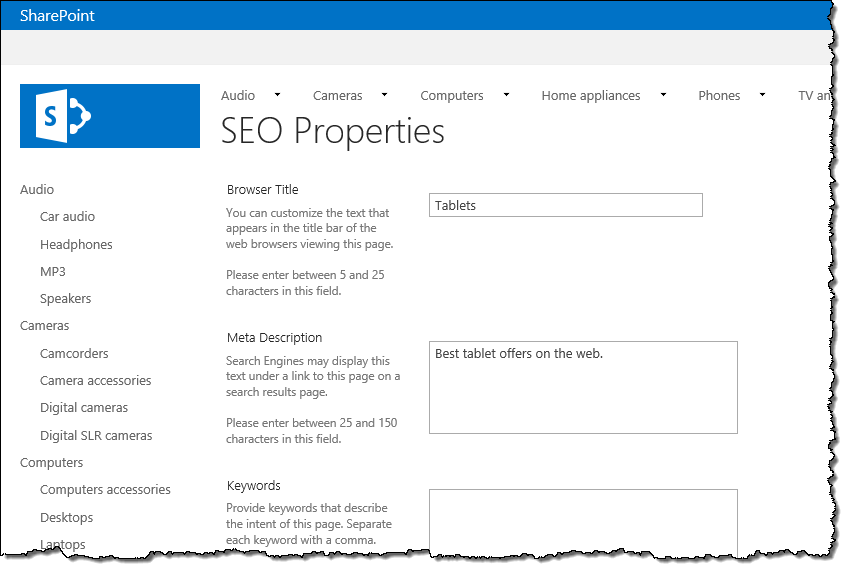 SharePoint
S
Audio
Cameras
Computers
Home appliances
Phones
TV an
SEO Properties
Audio
Car audio
Headphones
MP3
Speakers
Cameras
Camcorders
Camera accessories
Digital cameras
Digital SLR cameras
Computers
Computers accessories
Desktops
Laptops
Browser Title
You can customize the text that
appears in the title bar of the
web browsers viewing this page.
Please enter between 5 and 25
characters in this field.
Tablets
Meta Description
Search Engines may display this
text under a link to this page on a
search results page.
Please enter between 25 and 150
characters in this field.
Best tablet offers on the web.
Keywords
Provide keywords that describe
the intent of this page. Separate
each keyword with a comma.